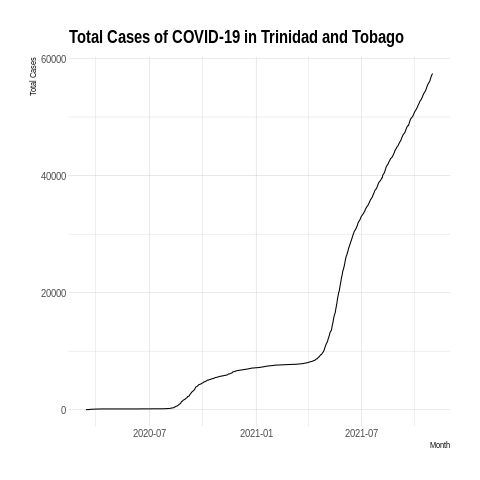 Total Cases of COVID-19 in Trinidad and Tobago
Total Cases
60000
40000
20000
0
2020-07
2021-01
2021-07
Month